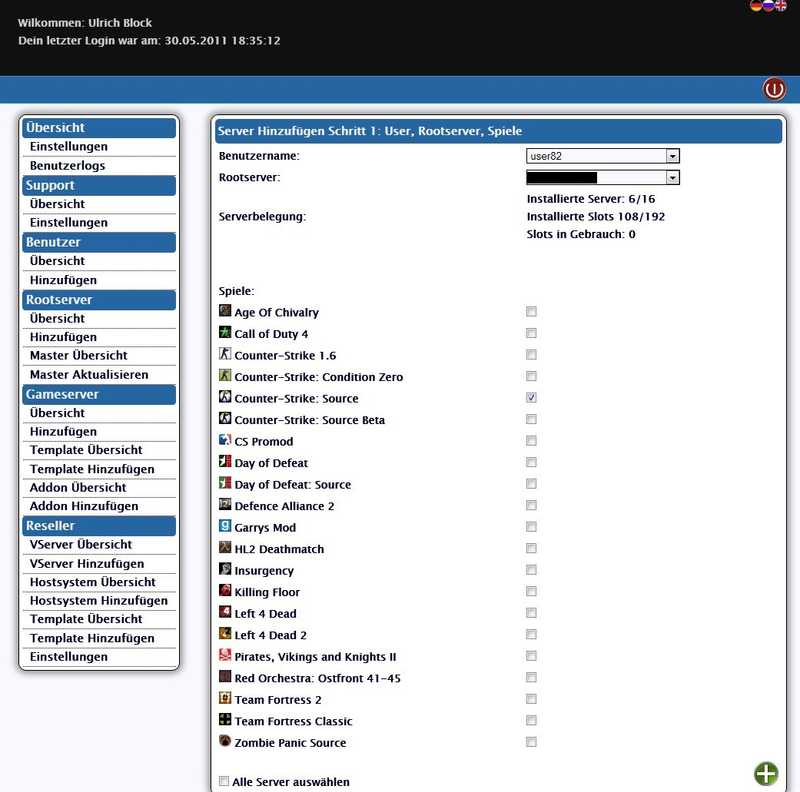 Wilkommen: Ulrich Block
Dein letzter Login war am: 30.05.2011 18:35:12
Übersicht
Einstellungen
Benutzerlogs
Support
Übersicht
Einstellungen
Benutzer
Übersicht
Hinzufügen
Rootserver
Übersicht
Hinzufügen
Master Übersicht
Master Aktualisieren
Gameserver
Übersicht
Hinzufügen
Template Übersicht
Template Hinzufügen
Addon Übersicht
Addon Hinzufügen
Reseller
VServer Übersicht
VServer Hinzufügen
Hostsystem Übersicht
Hostsystem Hinzufügen
Template Übersicht
Template Hinzufügen
Einstellungen
Server Hinzufügen Schritt 1: User, Rootserver, Spiele
Benutzername: user82
Rootserver:
Installierte Server: 6/16
Serverbelegung: Installierte Slots 108/192
Slots in Gebrauch: 0
Spiele:
Age Of Chivalry
Call of Duty 4
Counter-Strike 1.6
Counter-Strike: Condition Zero
Counter-Strike: Source
Counter-Strike: Source Beta
CS Promod
Day of Defeat
Day of Defeat: Source
Defence Alliance 2
Garrys Mod
HL2 Deathmatch
Insurgency
Killing Floor
Left 4 Dead
Left 4 Dead 2
Pirates, Vikings and Knights II
Red Orchestra: Ostfront 41-45
Team Fortress 2
Team Fortress Classic
Zombie Panic Source
Alle Server auswählen